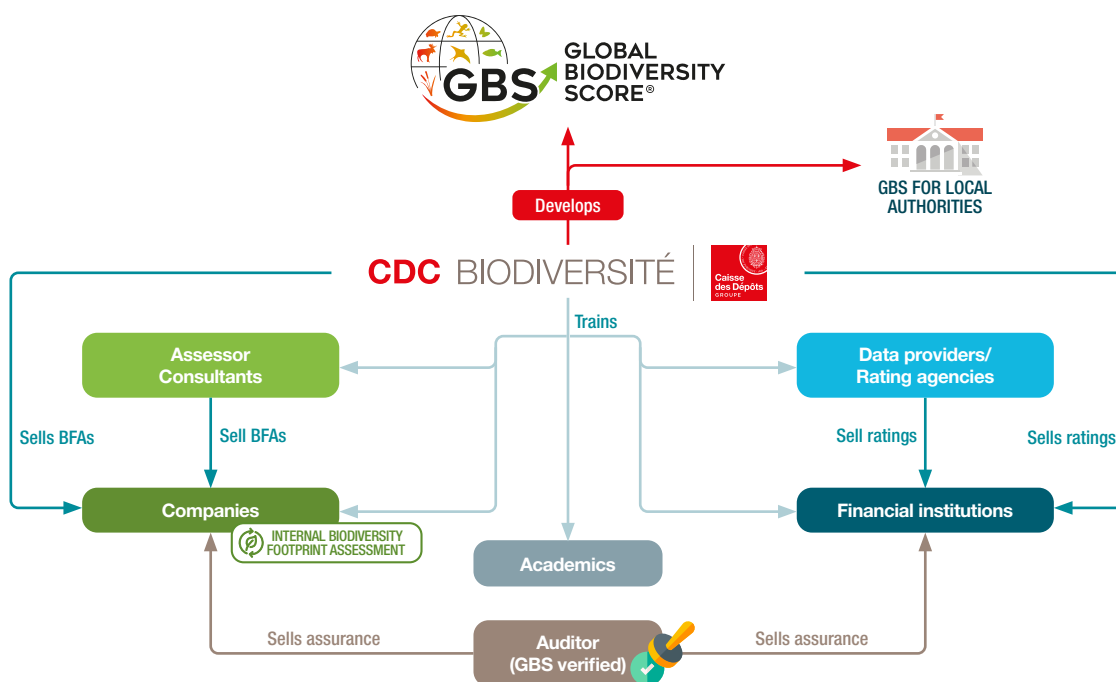 GBS
GLOBAL
BIODIVERSITY
SCORE®
GBS FOR LOCAL
AUTHORITIES
Develops
CDC BIODIVERSITÉ
Caisse
des Dépôts
GROUPE
Trains
Assessor
Consultants
Data providers/
Rating agencies
Sells BFAs
Sell BFAs
Sell ratings
Sells ratings
Companies
Financial institutions
INTERNAL BIODIVERSITY
FOOTPRINT ASSESSMENT
Academics
Sells assurance
Auditor
(GBS verified)
Sells assurance